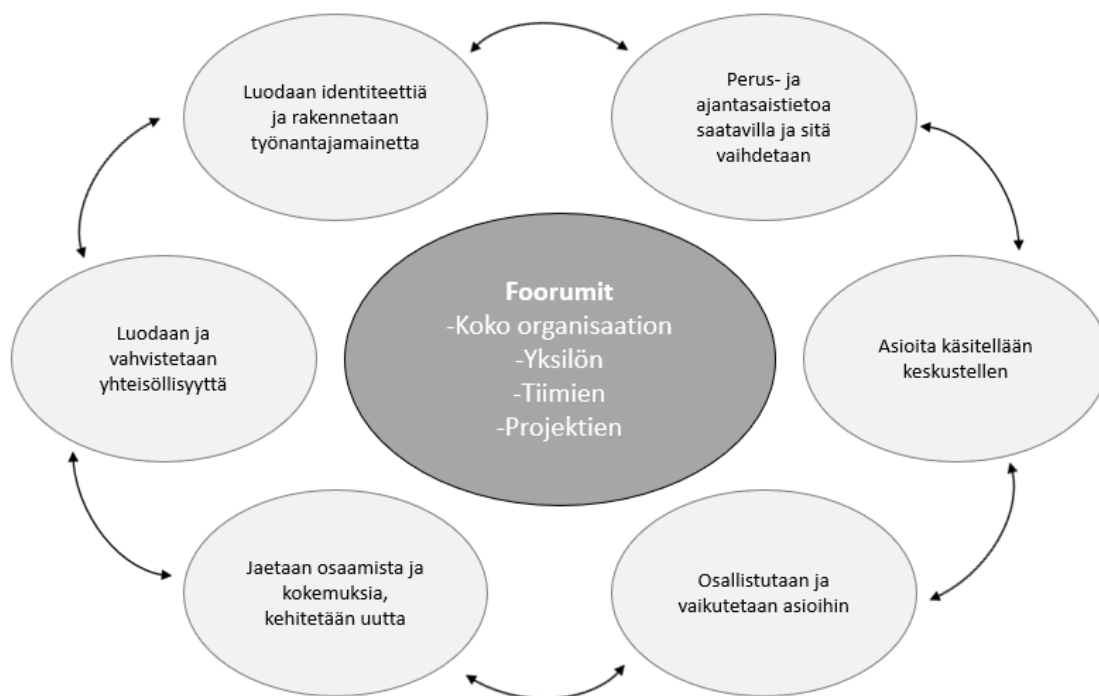 Luodaan identiteettiä
ja rakennetaan
työnantajamainetta
Perus- ja
ajantasaistietoa
saatavilla ja sitä
vaihdetaan
Asioita käsitellään
keskustellen
Osallistutaan ja
vaikutetaan asioihin
Jaetaan osaamista ja
kokemuksia,
kehitetään uutta
Luodaan ja
vahvistetaan
yhteisöllisyyttä
Foorumit
-Koko organisaation
-Yksilön
-Tiimien
-Projektien